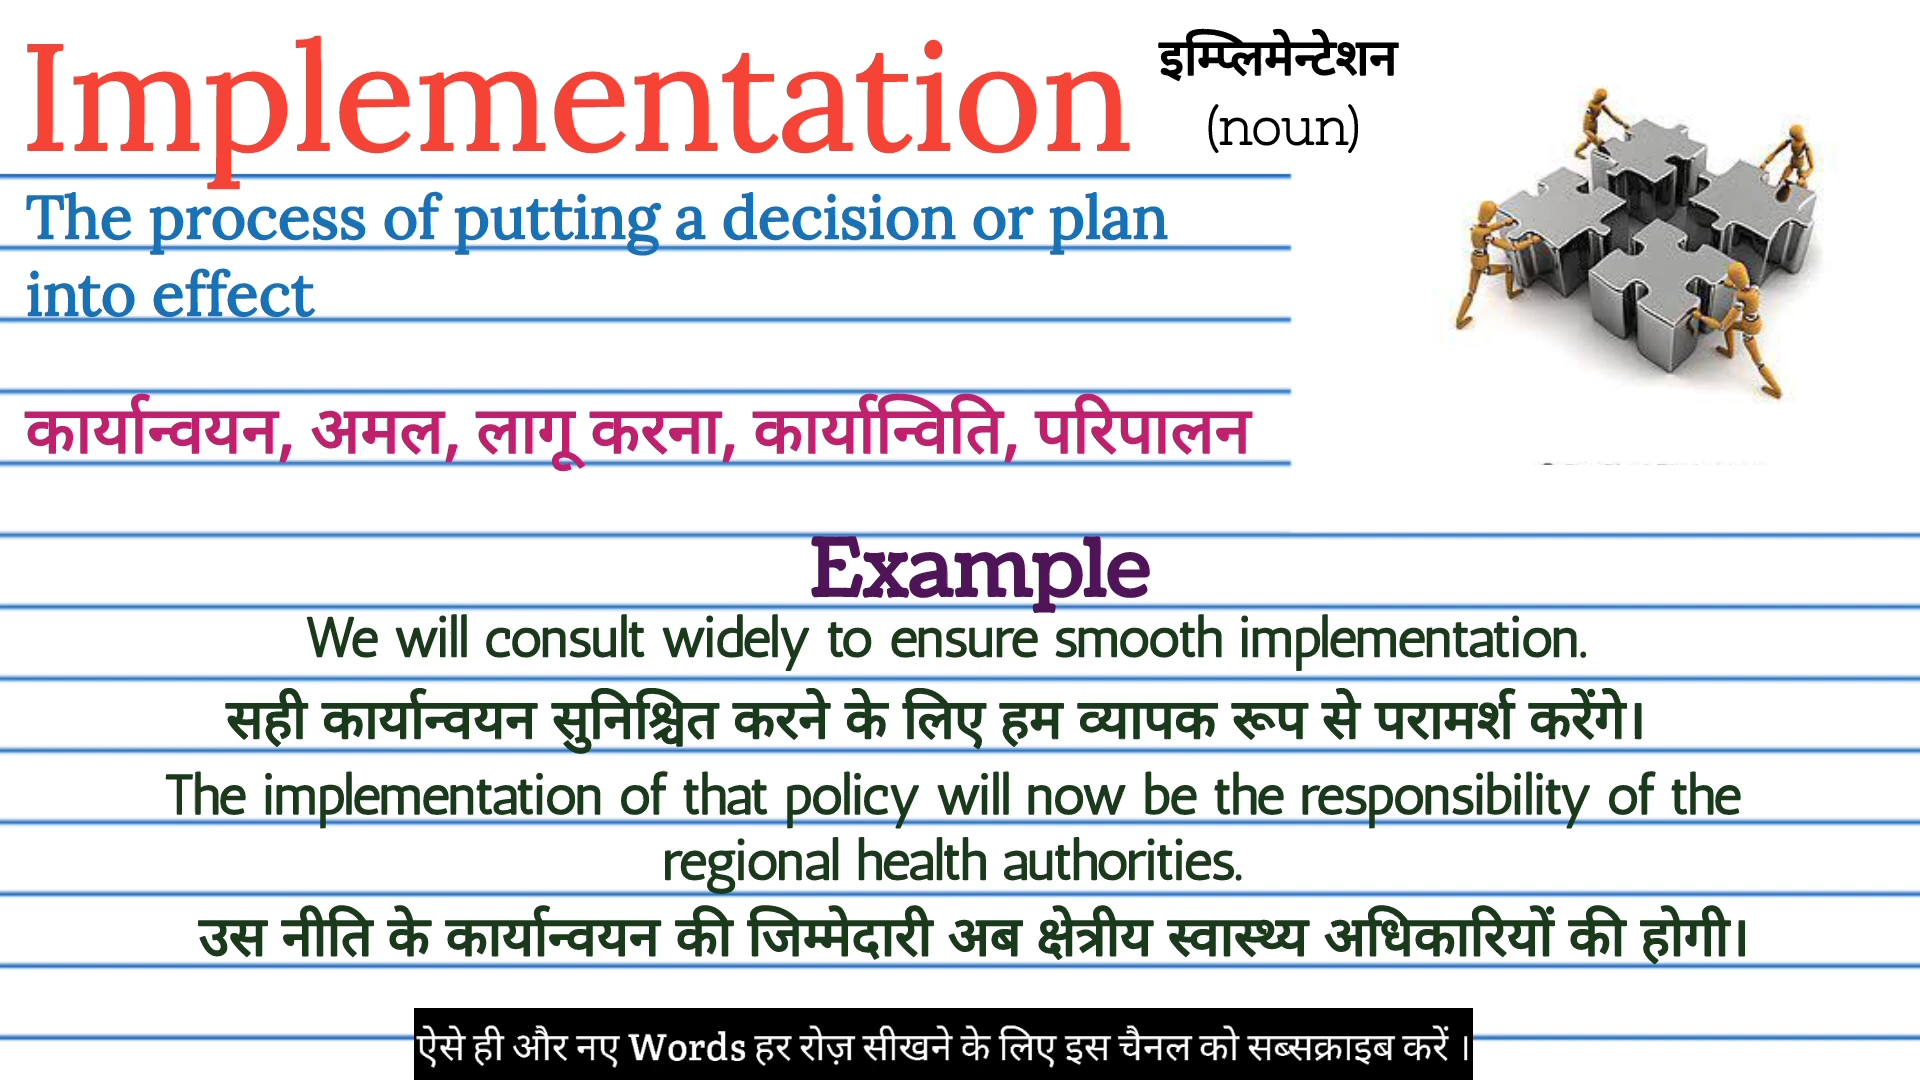 Implementation
इम्प्लिमेन्टेशन
(noun)
The process of putting a decision or plan
into effect
कार्यान्वयन, अमल, लागू करना, कार्यान्विति, परिपालन
Example
We will consult widely to ensure smooth implementation.
सही कार्यान्वयन सुनिश्चित करने के लिए हम व्यापक रूप से परामर्श करेंगे।
The implementation of that policy will now be the responsibility of the
regional health authorities.
उस नीति के कार्यान्वयन की जिम्मेदारी अब क्षेत्रीय स्वास्थ्य अधिकारियों की होगी।
ऐसे ही और नए Words हर रोज़ सीखने के लिए इस चैनल को सब्सक्राइब करें ।